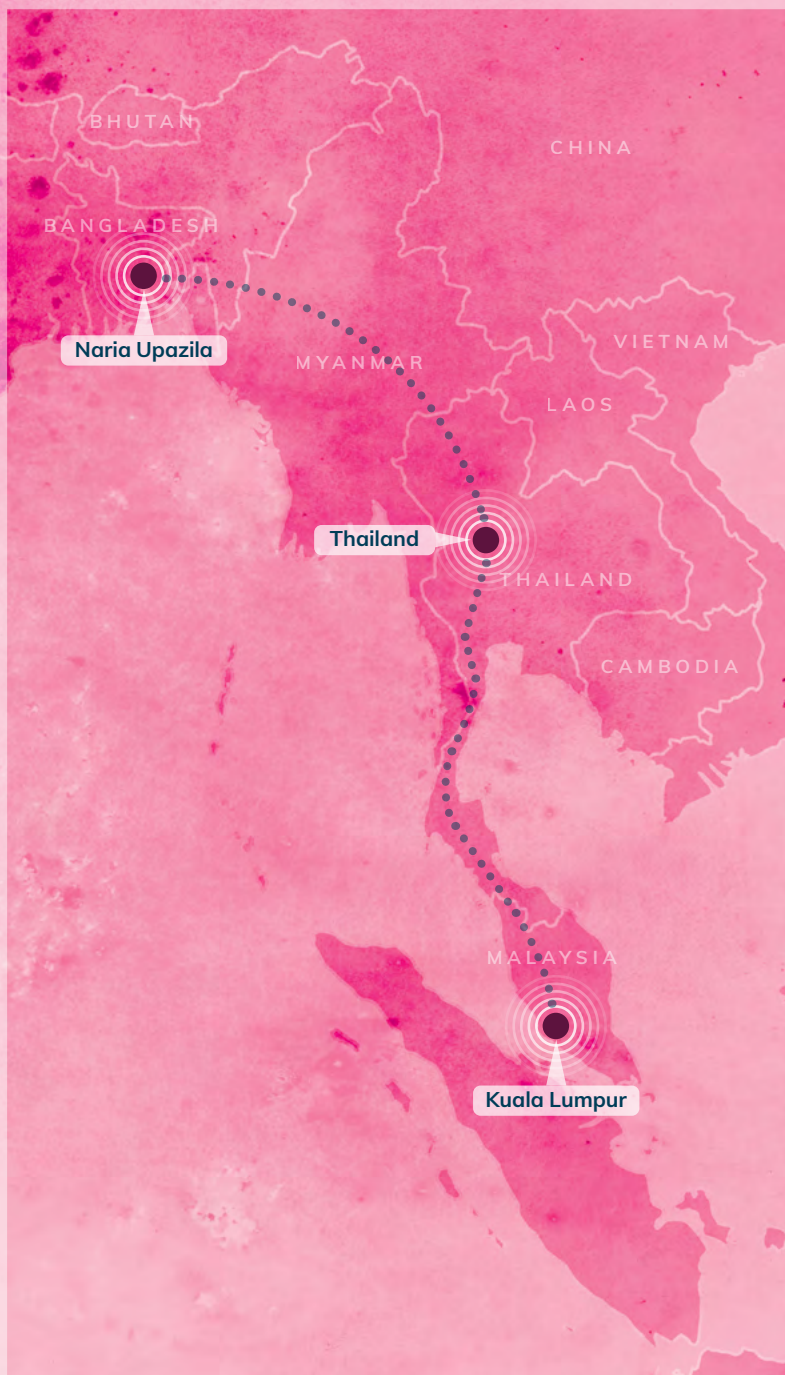 BHUTAN
CHINA
BANGLADESH
Naria Upazila
VIETNAM
MYANMAR
LAOS
Thailand
THAILAND
CAMBODIA
MALAYSIA
Kuala Lumpur